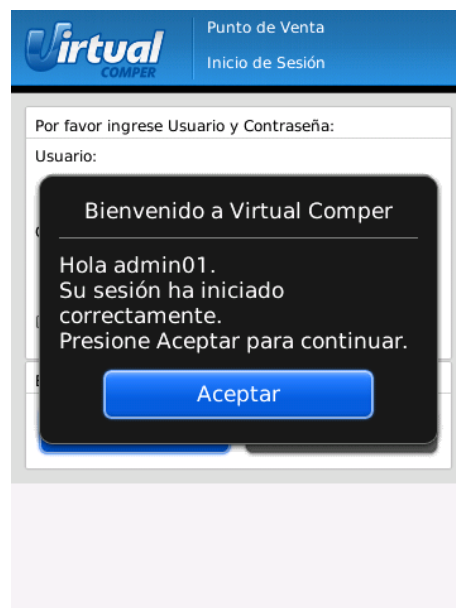 Virtual
COMPER
Punto de Venta
Inicio de Sesión
Por favor ingrese Usuario y Contraseña:
Usuario:
Bienvenido a Virtual Comper
Hola admin01.
Su sesión ha iniciado
correctamente.
Presione Aceptar para continuar.
Aceptar